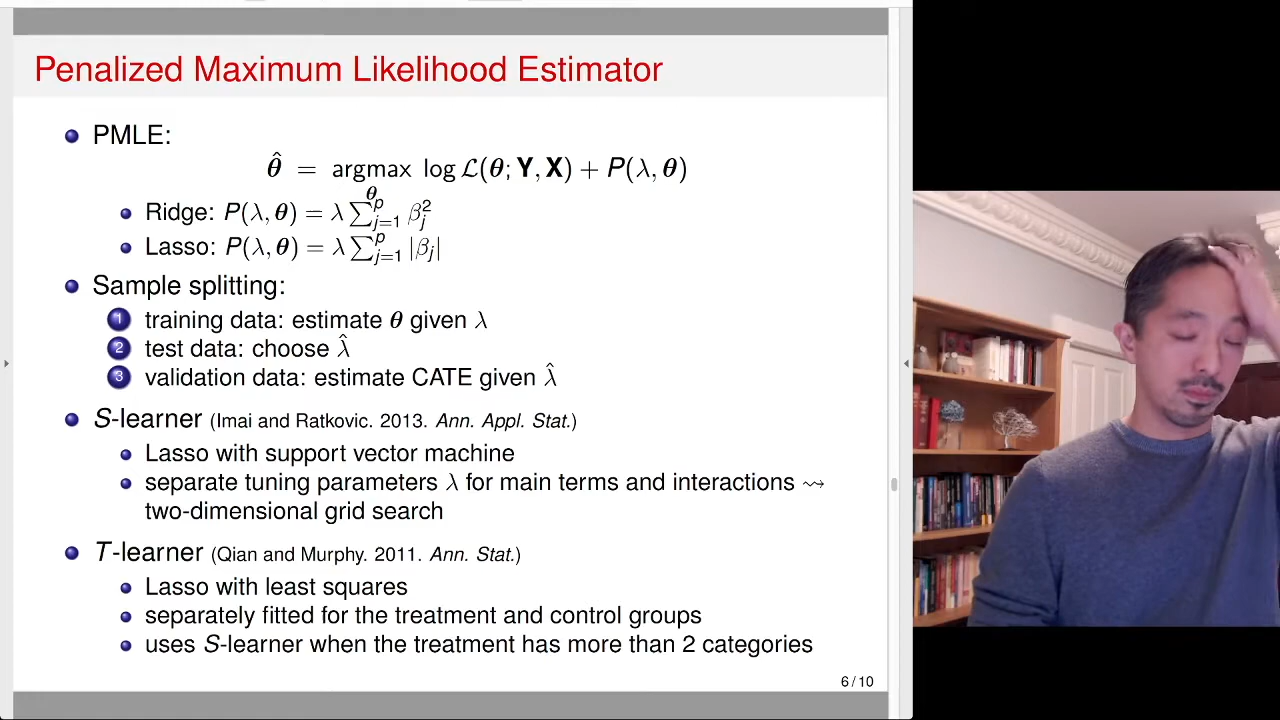 Penalized Maximum Likelihood Estimator
PMLE:
θ̂ = argmax log ℒ(θ; Y, X) + P(λ, θ)
θ
Ridge: P(λ, θ) = λ ∑ᵖⱼ₌₁ βⱼ²
Lasso: P(λ, θ) = λ ∑ᵖⱼ₌₁ |βⱼ|
Sample splitting:
1 training data: estimate θ given λ
2 test data: choose λ̂
3 validation data: estimate CATE given λ̂
S-learner (Imai and Ratkovic. 2013. Ann. Appl. Stat.)
Lasso with support vector machine
separate tuning parameters λ for main terms and interactions ⇝
two-dimensional grid search
T-learner (Qian and Murphy. 2011. Ann. Stat.)
Lasso with least squares
separately fitted for the treatment and control groups
uses S-learner when the treatment has more than 2 categories
6 / 10